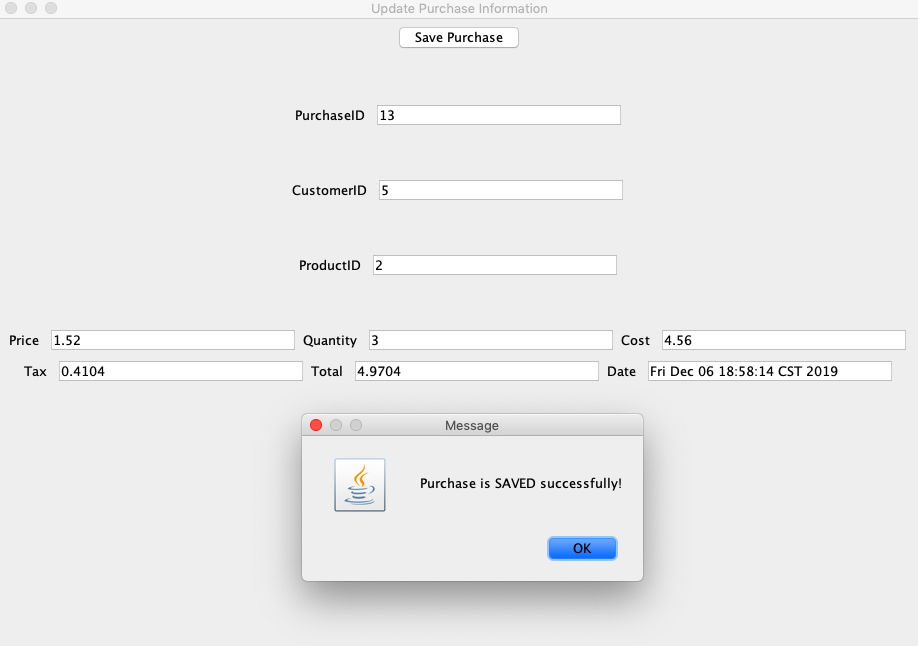 Update Purchase Information
Save Purchase
PurchaseID 13
CustomerID 5
ProductID 2
Price 1.52 Quantity 3 Cost 4.56
Tax 0.4104 Total 4.9704 Date Fri Dec 06 18:58:14 CST 2019
Message
Purchase is SAVED successfully!
OK